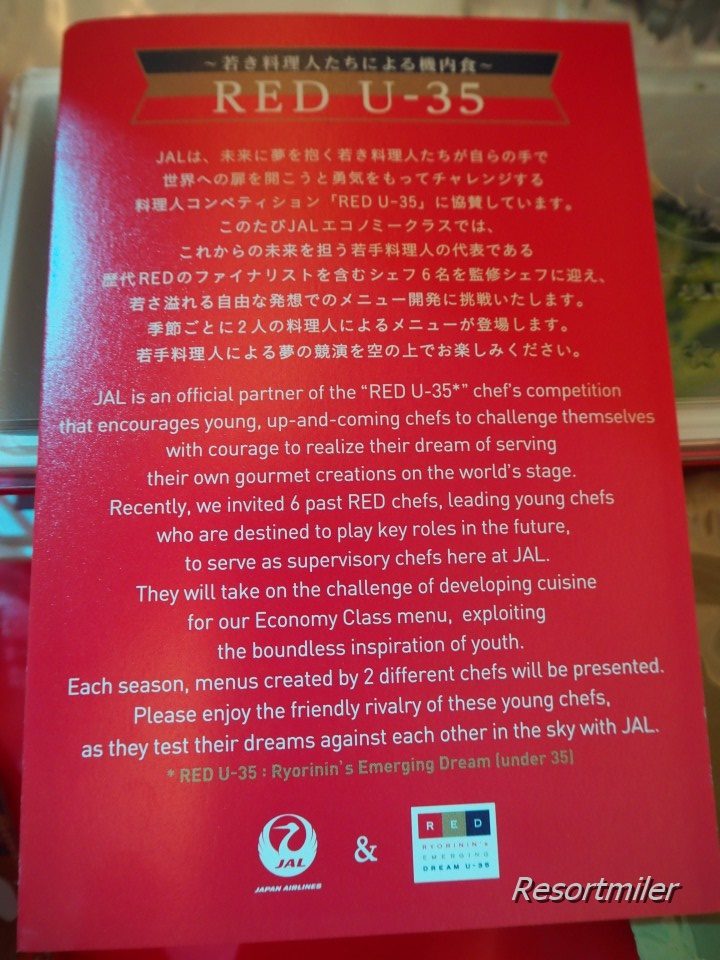 ～若き料理人たちによる機内食～
RED U-35
JALは、未来に夢を抱く若き料理人たちが自らの手で
世界への扉を開こうと勇気をもってチャレンジする
料理人コンペティション「RED U-35」に協賛しています。
このたびJALエコノミークラスでは、
これからの未来を担う若手料理人の代表である
歴代REDのファイナリストを含むシェフ6名を監修シェフに迎え、
若さ溢れる自由な発想でのメニュー開発に挑戦いたします。
季節ごとに2人の料理人によるメニューが登場します。
若手料理人による夢の競演を空の上でお楽しみください。
JAL is an official partner of the “RED U-35*” chef’s competition
that encourages young, up-and-coming chefs to challenge themselves
with courage to realize their dream of serving
their own gourmet creations on the world’s stage.
Recently, we invited 6 past RED chefs, leading young chefs
who are destined to play key roles in the future,
to serve as supervisory chefs here at JAL.
They will take on the challenge of developing cuisine
for our Economy Class menu, exploiting
the boundless inspiration of youth.
Each season, menus created by 2 different chefs will be presented.
Please enjoy the friendly rivalry of these young chefs,
as they test their dreams against each other in the sky with JAL.
* RED U-35 : Ryorinin’s Emerging Dream (under 35)
JAL
JAPAN AIRLINES
&
RED
RYORININ's
EMERGING
DREAM U-35
Resortmiler